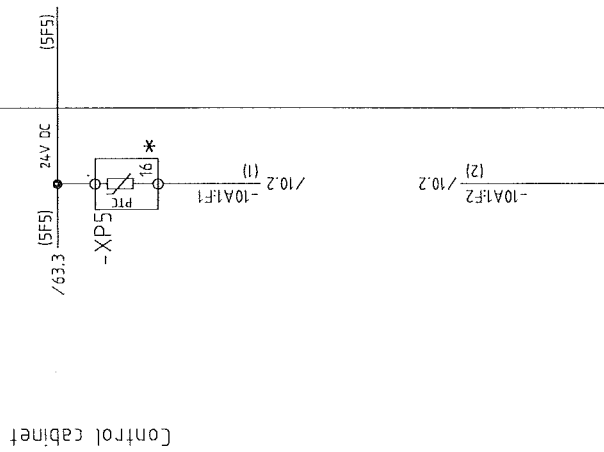 (5F5)
24V DC
(5F5)
/63.3
-XP5
PTC
16
*
-10A1:F1
(1)
/10.2
-10A1:F2
(2)
/10.2
Control cabinet